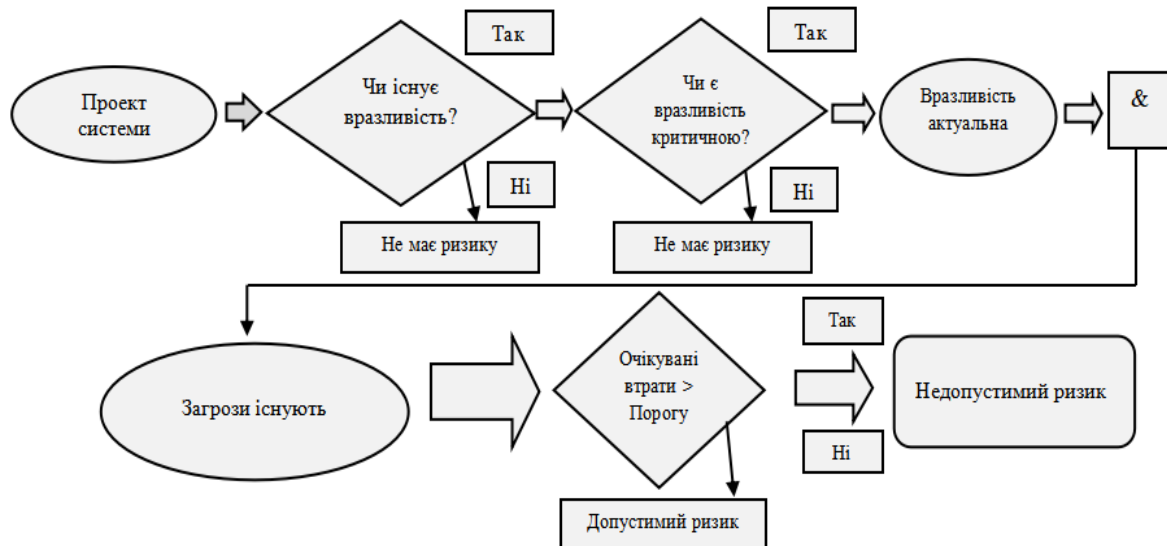 Проект
системи
Чи існує
вразливість?
Так
Ні
Не має ризику
Чи є
вразливість
критичною?
Так
Ні
Не має ризику
Вразливість
актуальна
&
Загрози існують
Очікувані
втрати >
Порогу
Так
Ні
Недопустимий ризик
Допустимий ризик